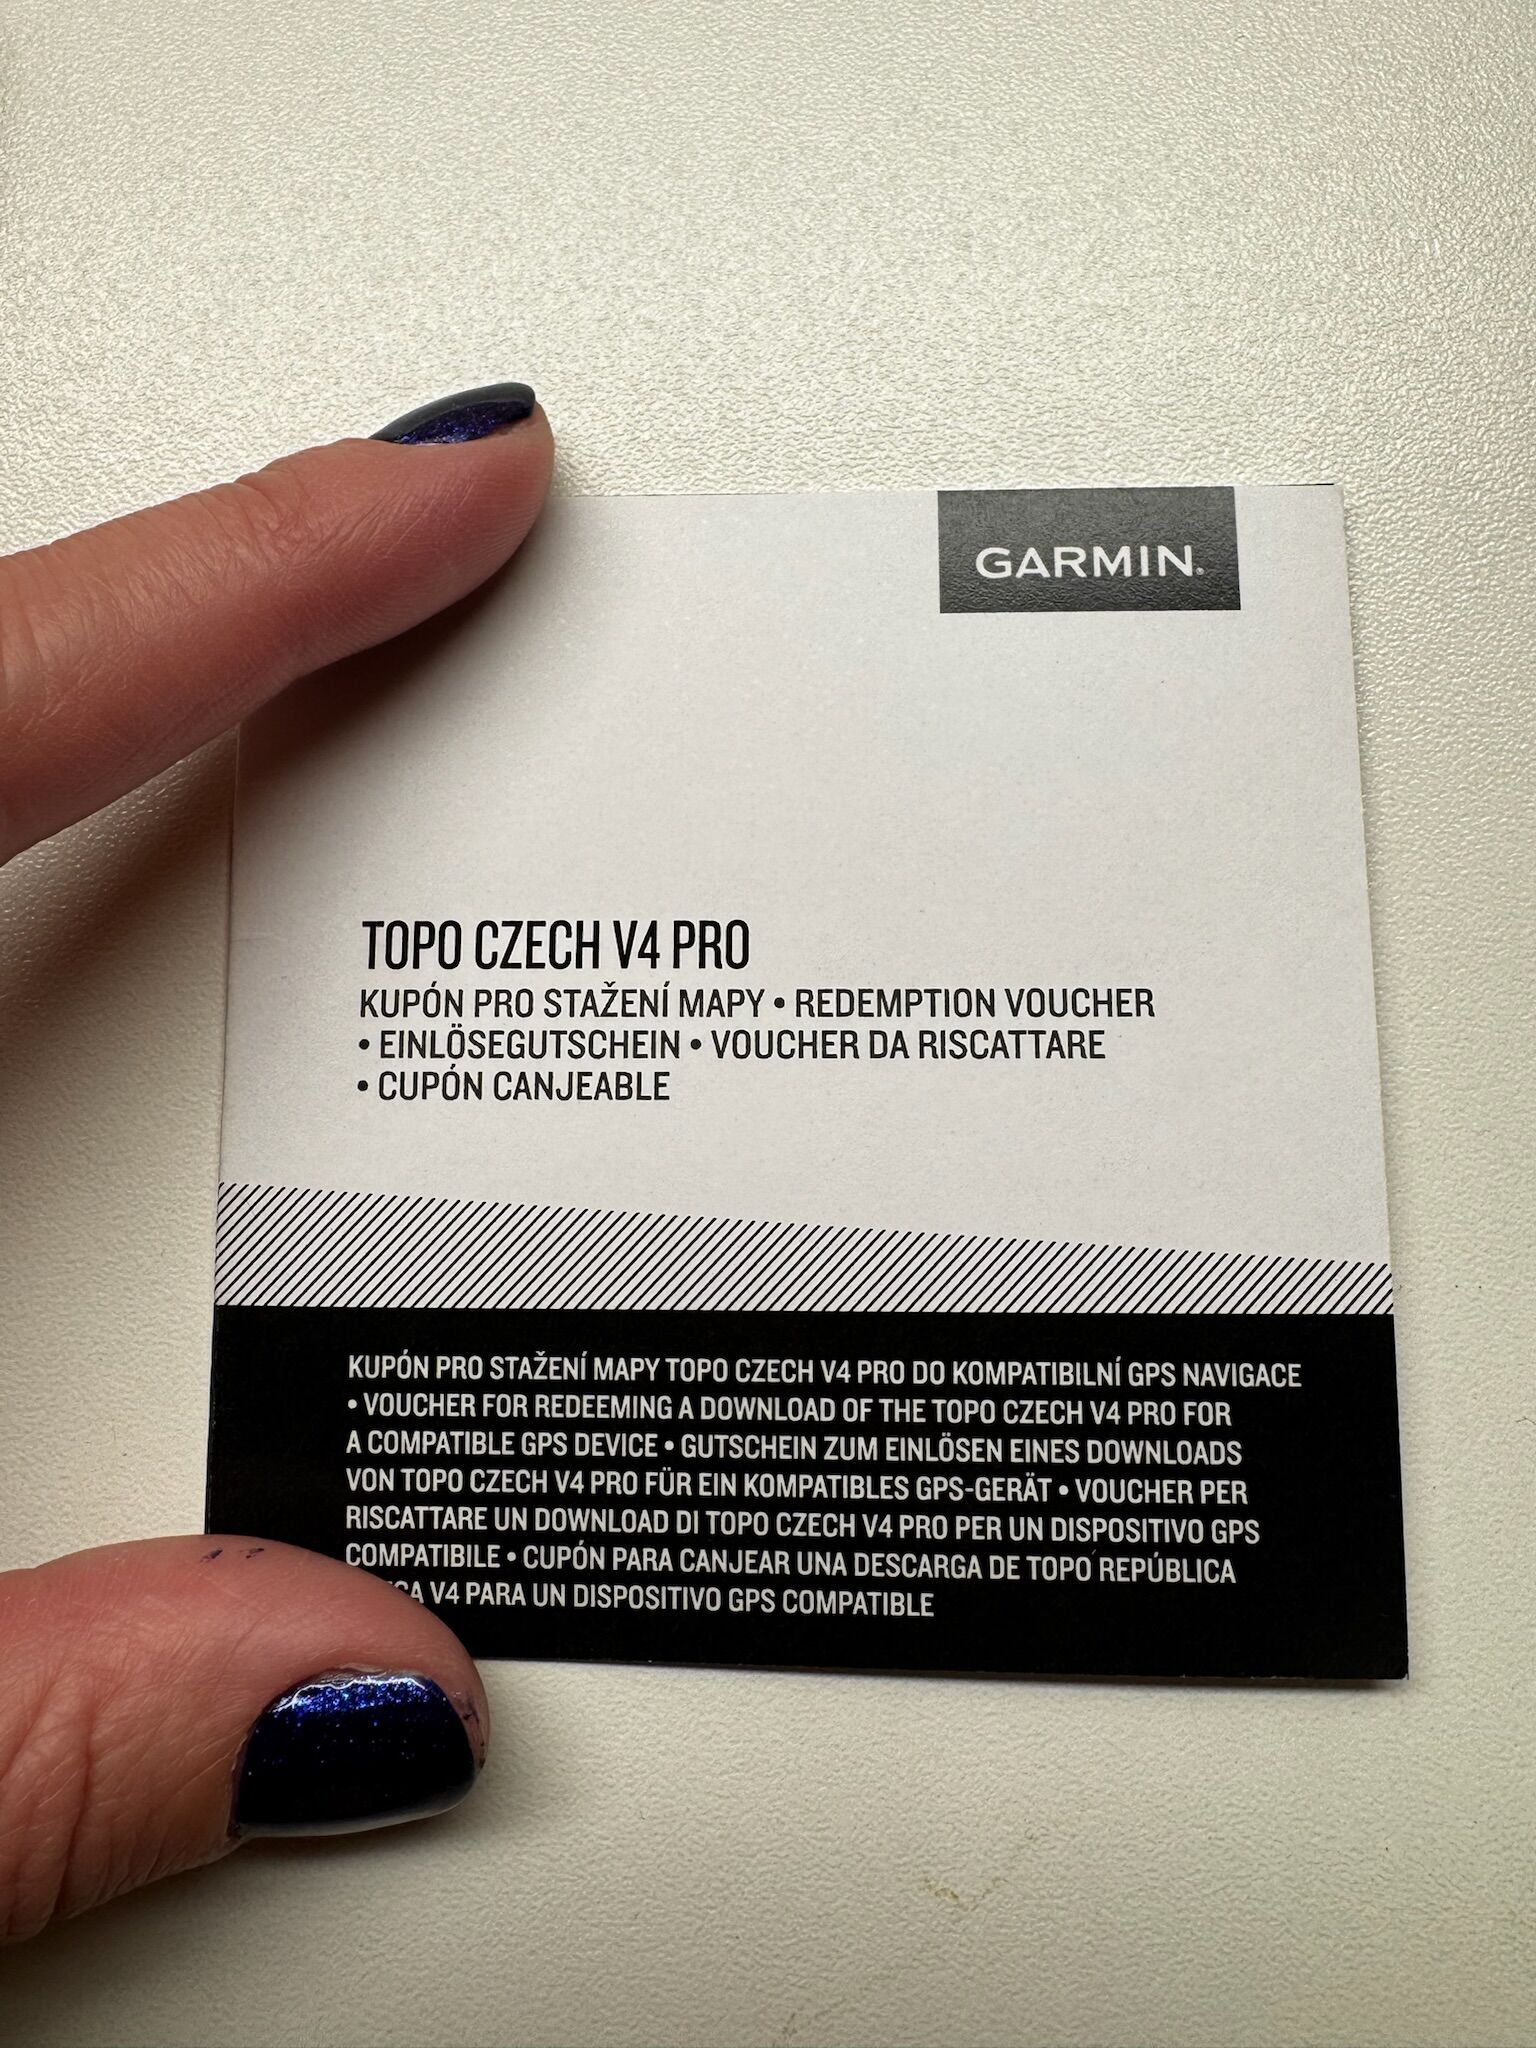 GARMIN
TOPO CZECH V4 PRO
KUPÓN PRO STAŽENÍ MAPY • REDEMPTION VOUCHER
• EINLÖSEGUTSCHEIN • VOUCHER DA RISCATTARE
• CUPÓN CANJEABLE
KUPÓN PRO STAŽENÍ MAPY TOPO CZECH V4 PRO DO KOMPATIBILNÍ GPS NAVIGACE
• VOUCHER FOR REDEEMING A DOWNLOAD OF THE TOPO CZECH V4 PRO FOR
A COMPATIBLE GPS DEVICE • GUTSCHEIN ZUM EINLÖSEN EINES DOWNLOADS
VON TOPO CZECH V4 PRO FÜR EIN KOMPATIBLES GPS-GERÄT • VOUCHER PER
RISCATTARE UN DOWNLOAD DI TOPO CZECH V4 PRO PER UN DISPOSITIVO GPS
COMPATIBILE • CUPÓN PARA CANJEAR UNA DESCARGA DE TOPO REPÚBLICA
V4 PARA UN DISPOSITIVO GPS COMPATIBLE